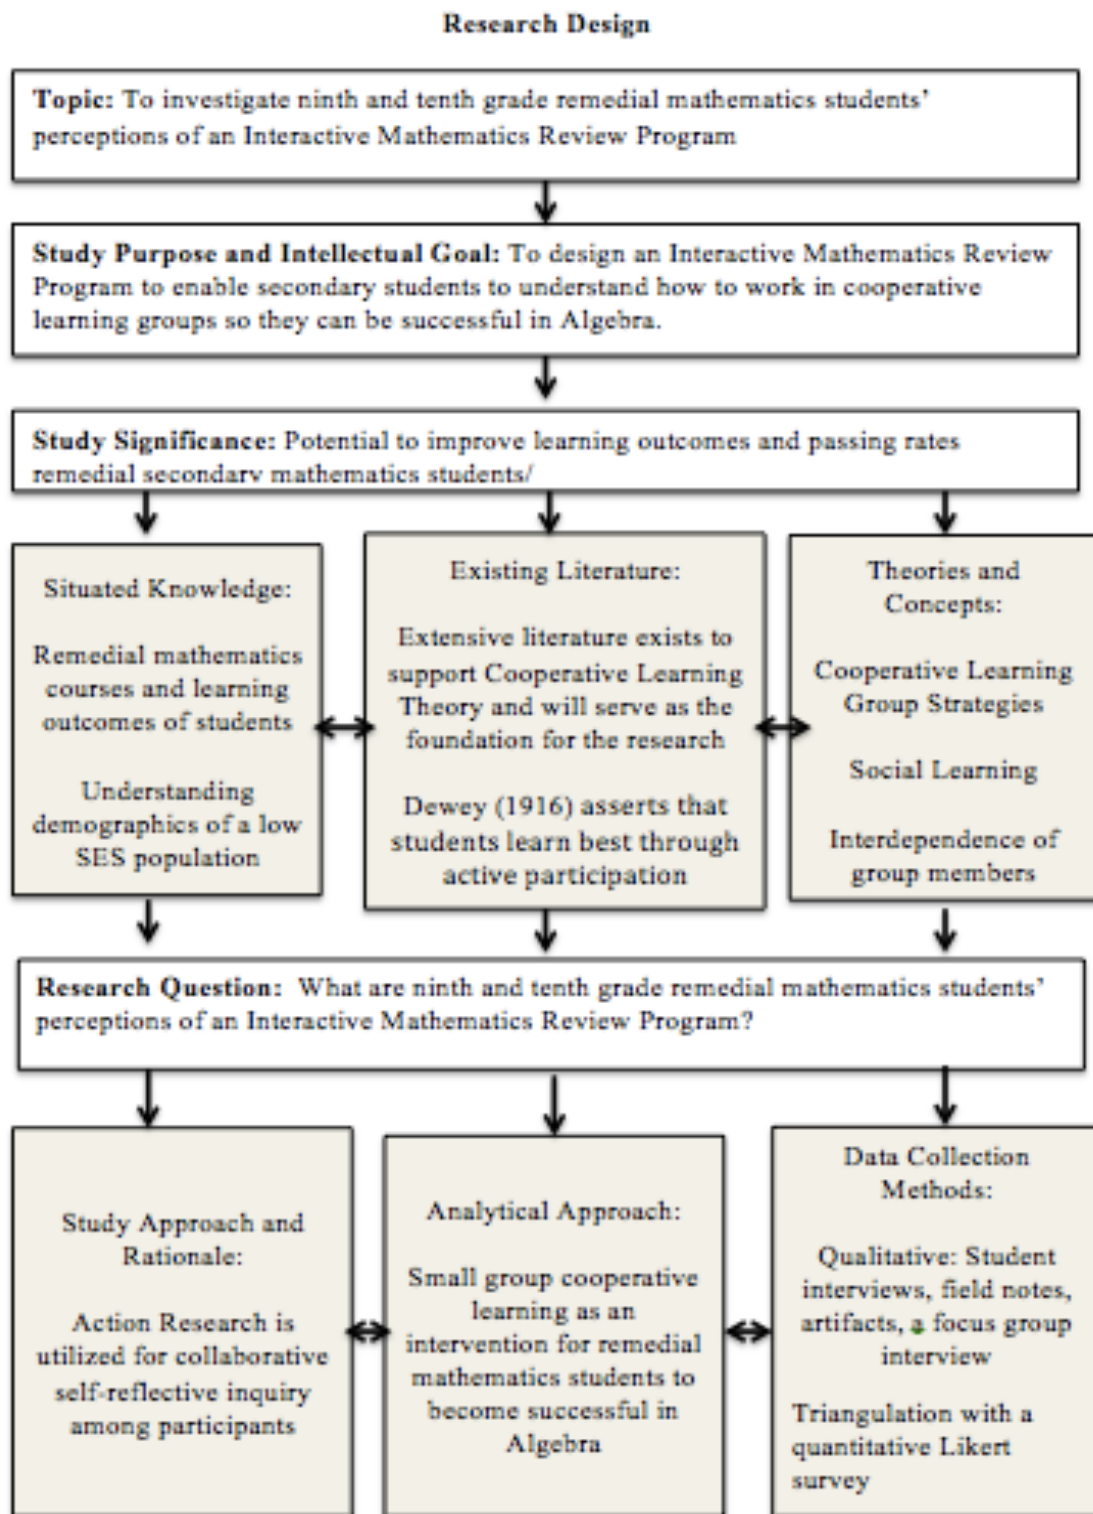 Research Design
Topic: To investigate ninth and tenth grade remedial mathematics students’
perceptions of an Interactive Mathematics Review Program
Study Purpose and Intellectual Goal: To design an Interactive Mathematics Review
Program to enable secondary students to understand how to work in cooperative
learning groups so they can be successful in Algebra.
Study Significance: Potential to improve learning outcomes and passing rates
remedial secondary mathematics students/
Situated Knowledge:
Remedial mathematics
courses and learning
outcomes of students
Understanding
demographics of a low
SES population
Existing Literature:
Extensive literature exists to
support Cooperative Learning
Theory and will serve as the
foundation for the research
Dewey (1916) asserts that
students learn best through
active participation
Theories and
Concepts:
Cooperative Learning
Group Strategies
Social Learning
Interdependence of
group members
Research Question: What are ninth and tenth grade remedial mathematics students’
perceptions of an Interactive Mathematics Review Program?
Study Approach and
Rationale:
Action Research is
utilized for collaborative
self-reflective inquiry
among participants
Analytical Approach:
Small group cooperative
learning as an
intervention for remedial
mathematics students to
become successful in
Algebra
Data Collection
Methods:
Qualitative: Student
interviews, field notes,
artifacts, a focus group
interview
Triangulation with a
quantitative Likert
survey